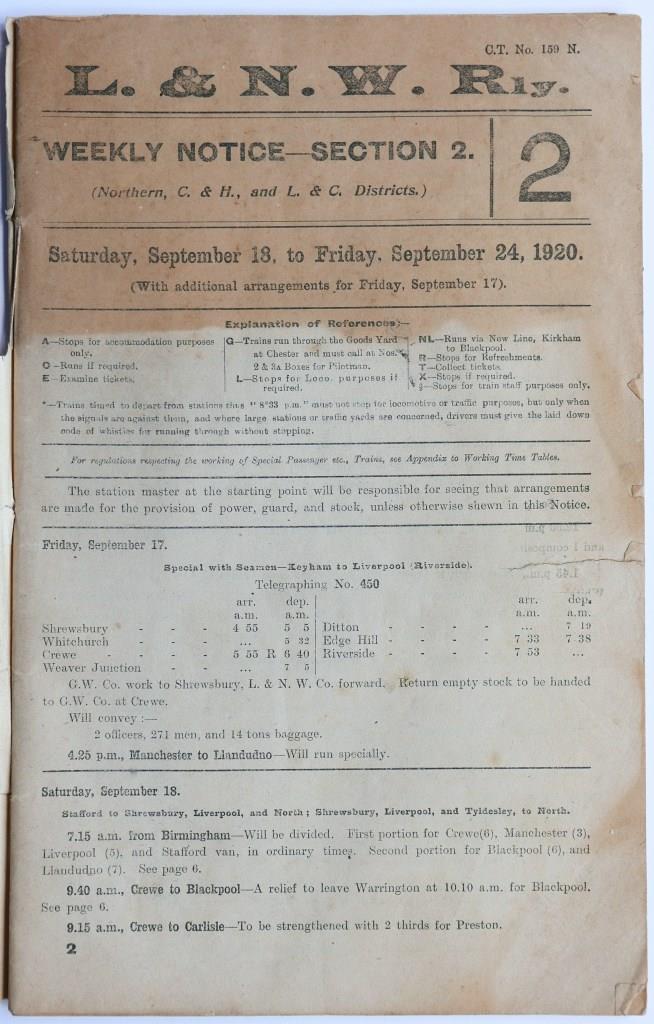 C.T. No. 159 N.
L. & N. W. Rly.
WEEKLY NOTICE—SECTION 2.
2
(Northern, C. & H., and L. & C. Districts.)
Saturday, September 18, to Friday, September 24, 1920.
(With additional arrangements for Friday, September 17).
Explanation of References:—
A—Stops for accommodation purposes
only.
C—Runs if required.
E—Examine tickets.
G—Trains run through the Goods Yard
at Chester and must call at Nos.
2 & 3A Boxes for Pilotman.
L—Stops for Loco. purposes if
required.
NL—Runs via New Line, Kirkham
to Blackpool.
R—Stops for Refreshments.
T—Collect tickets.
X—Stops if required.
—Stops for train staff purposes only.
*—Trains timed to depart from stations thus "8*33 p.m." must not stop for locomotive or traffic purposes, but only when
the signals are against them, and where large stations or traffic yards are concerned, drivers must give the laid down
code of whistles for running through without stopping.
For regulations respecting the working of Special Passenger etc., Trains, see Appendix to Working Time Tables.
The station master at the starting point will be responsible for seeing that arrangements
are made for the provision of power, guard, and stock, unless otherwise shewn in this Notice.
Friday, September 17.
Special with Seamen—Keyham to Liverpool (Riverside).
Telegraphing No. 450
arr. dep. arr. dep.
a.m. a.m. a.m. a.m.
Shrewsbury - - - 4 55 5 5 Ditton - - - - ... 7 19
Whitchurch - - - ... 5 32 Edge Hill - - - - 7 33 7 38
Crewe - - - - 5 55 R 6 40 Riverside - - - - 7 53 ...
Weaver Junction - - ... 7 5
G.W. Co. work to Shrewsbury, L. & N. W. Co. forward. Return empty stock to be handed
to G.W. Co. at Crewe.
Will convey :—
2 officers, 271 men, and 14 tons baggage.
4.25 p.m., Manchester to Llandudno—Will run specially.
Saturday, September 18.
Stafford to Shrewsbury, Liverpool, and North; Shrewsbury, Liverpool, and Tyldesley, to North.
7.15 a.m. from Birmingham—Will be divided. First portion for Crewe(6), Manchester (3),
Liverpool (5), and Stafford van, in ordinary times. Second portion for Blackpool (6), and
Llandudno (7). See page 6.
9.40 a.m., Crewe to Blackpool—A relief to leave Warrington at 10.10 a.m. for Blackpool.
See page 6.
9.15 a.m., Crewe to Carlisle—To be strengthened with 2 thirds for Preston.
2